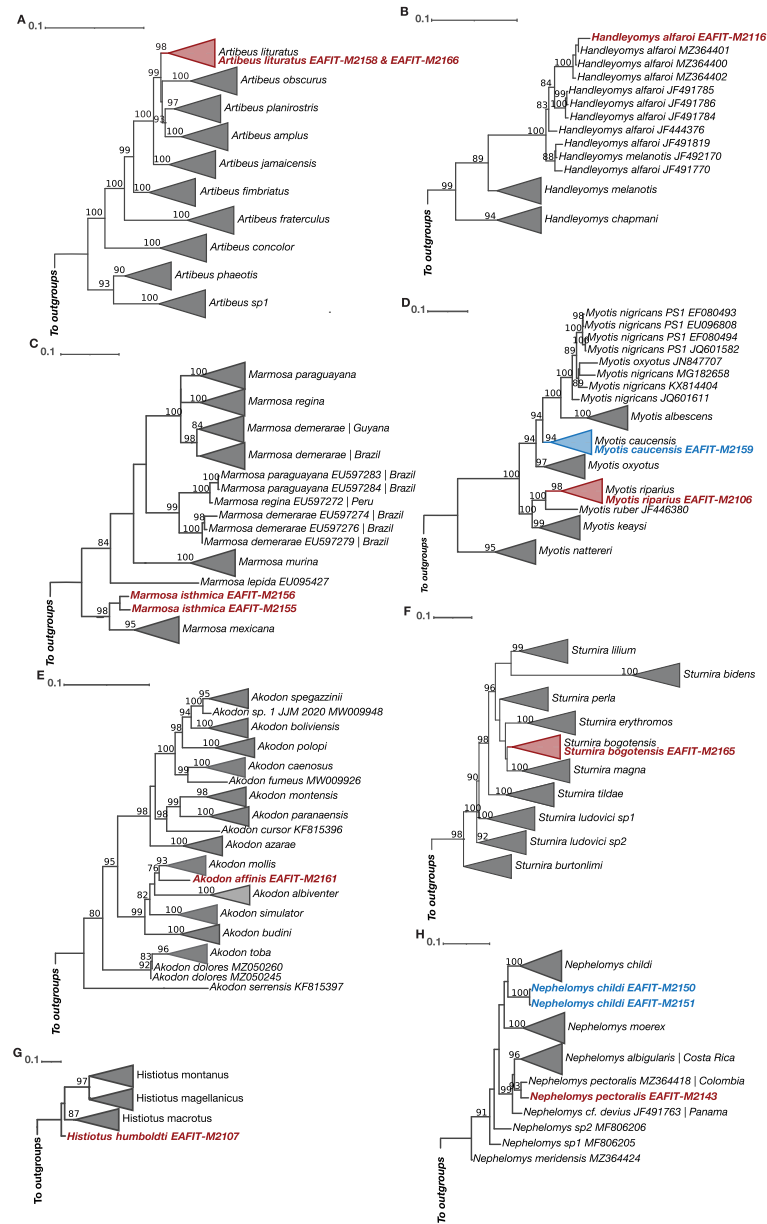 A
0.1
98
Artibeus lituratus
Artibeus lituratus EAFIT-M2158 & EAFIT-M2166
99
100
Artibeus obscurus
97
Artibeus planirostris
100
93
100
Artibeus amplus
100
Artibeus jamaicensis
99
100
Artibeus fimbriatus
100
100
Artibeus fraterculus
100
100
Artibeus concolor
90
Artibeus phaeotis
93
100
Artibeus sp1
To outgroups
B
0.1
Handleyomys alfaroi EAFIT-M2116
Handleyomys alfaroi MZ364401
100
Handleyomys alfaroi MZ364400
Handleyomys alfaroi MZ364402
84
Handleyomys alfaroi JF491785
99
83
100
Handleyomys alfaroi JF491786
Handleyomys alfaroi JF491784
100
Handleyomys alfaroi JF444376
Handleyomys alfaroi JF491819
88
Handleyomys melanotis JF492170
89
Handleyomys alfaroi JF491770
99
Handleyomys melanotis
94
Handleyomys chapmani
To outgroups
C
0.1
100
Marmosa paraguayana
100
Marmosa regina
100
84
Marmosa demerarae | Guyana
98
Marmosa demerarae | Brazil
Marmosa paraguayana EU597283 | Brazil
100
Marmosa paraguayana EU597284 | Brazil
100
Marmosa regina EU597272 | Peru
99
98
Marmosa demerarae EU597274 | Brazil
100
Marmosa demerarae EU597276 | Brazil
Marmosa demerarae EU597279 | Brazil
84
100
Marmosa murina
Marmosa lepida EU095427
Marmosa isthmica EAFIT-M2156
98
Marmosa isthmica EAFIT-M2155
95
Marmosa mexicana
To outgroups
D
0.1
98
Myotis nigricans PS1 EF080493
100
Myotis nigricans PS1 EU096808
100
Myotis nigricans PS1 EF080494
89
Myotis nigricans PS1 JQ601582
Myotis oxyotus JN847707
100
Myotis nigricans MG182658
89
Myotis nigricans KX814404
Myotis nigricans JQ601611
94
100
Myotis albescens
94
94
Myotis caucensis
Myotis caucensis EAFIT-M2159
97
Myotis oxyotus
100
98
Myotis riparius
100
Myotis riparius EAFIT-M2106
100
Myotis ruber JF446380
99
Myotis keaysi
95
Myotis nattereri
To outgroups
E
0.1
95
Akodon spegazzinii
100
Akodon sp. 1 JJM 2020 MW009948
94
100
Akodon boliviensis
98
100
Akodon polopi
100
Akodon caenosus
99
Akodon fumeus MW009926
98
Akodon montensis
99
98
98
100
Akodon paranaensis
Akodon cursor KF815396
100
Akodon azarae
95
93
Akodon mollis
76
Akodon affinis EAFIT-M2161
82
100
Akodon albiventer
99
100
Akodon simulator
80
100
Akodon budini
96
Akodon toba
83
92
Akodon dolores MZ050260
Akodon dolores MZ050245
Akodon serrensis KF815397
To outgroups
F
0.1
99
Sturnira lilium
100
Sturnira bidens
96
Sturnira perla
100
Sturnira erythromos
98
Sturnira bogotensis
Sturnira bogotensis EAFIT-M2165
100
Sturnira magna
90
100
Sturnira tildae
100
100
Sturnira ludovici sp1
98
92
Sturnira ludovici sp2
Sturnira burtonlimi
To outgroups
G
0.1
97
Histiotus montanus
Histiotus magellanicus
87
Histiotus macrotus
Histiotus humboldti EAFIT-M2107
To outgroups
H
0.1
100
Nephelomys childi
Nephelomys childi EAFIT-M2150
100
Nephelomys childi EAFIT-M2151
100
Nephelomys moerex
96
Nephelomys albigularis | Costa Rica
Nephelomys pectoralis MZ364418 | Colombia
93
99
Nephelomys pectoralis EAFIT-M2143
91
Nephelomys cf. devius JF491763 | Panama
Nephelomys sp2 MF806206
Nephelomys sp1 MF806205
Nephelomys meridensis MZ364424
To outgroups